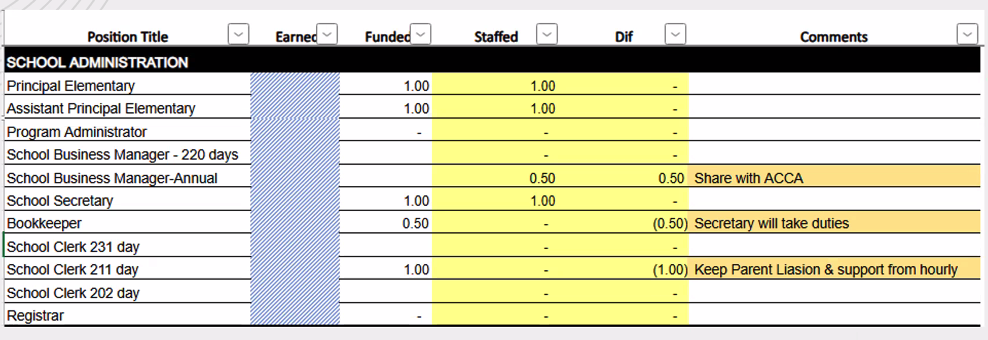 Position Title Earned Funded Staffed Dif Comments
SCHOOL ADMINISTRATION
Principal Elementary 1.00 1.00 -
Assistant Principal Elementary 1.00 1.00 -
Program Administrator - - -
School Business Manager - 220 days - -
School Business Manager-Annual 0.50 0.50 Share with ACCA
School Secretary 1.00 1.00 -
Bookkeeper 0.50 - (0.50) Secretary will take duties
School Clerk 231 day - -
School Clerk 211 day 1.00 - (1.00) Keep Parent Liasion & support from hourly
School Clerk 202 day - -
Registrar - - -